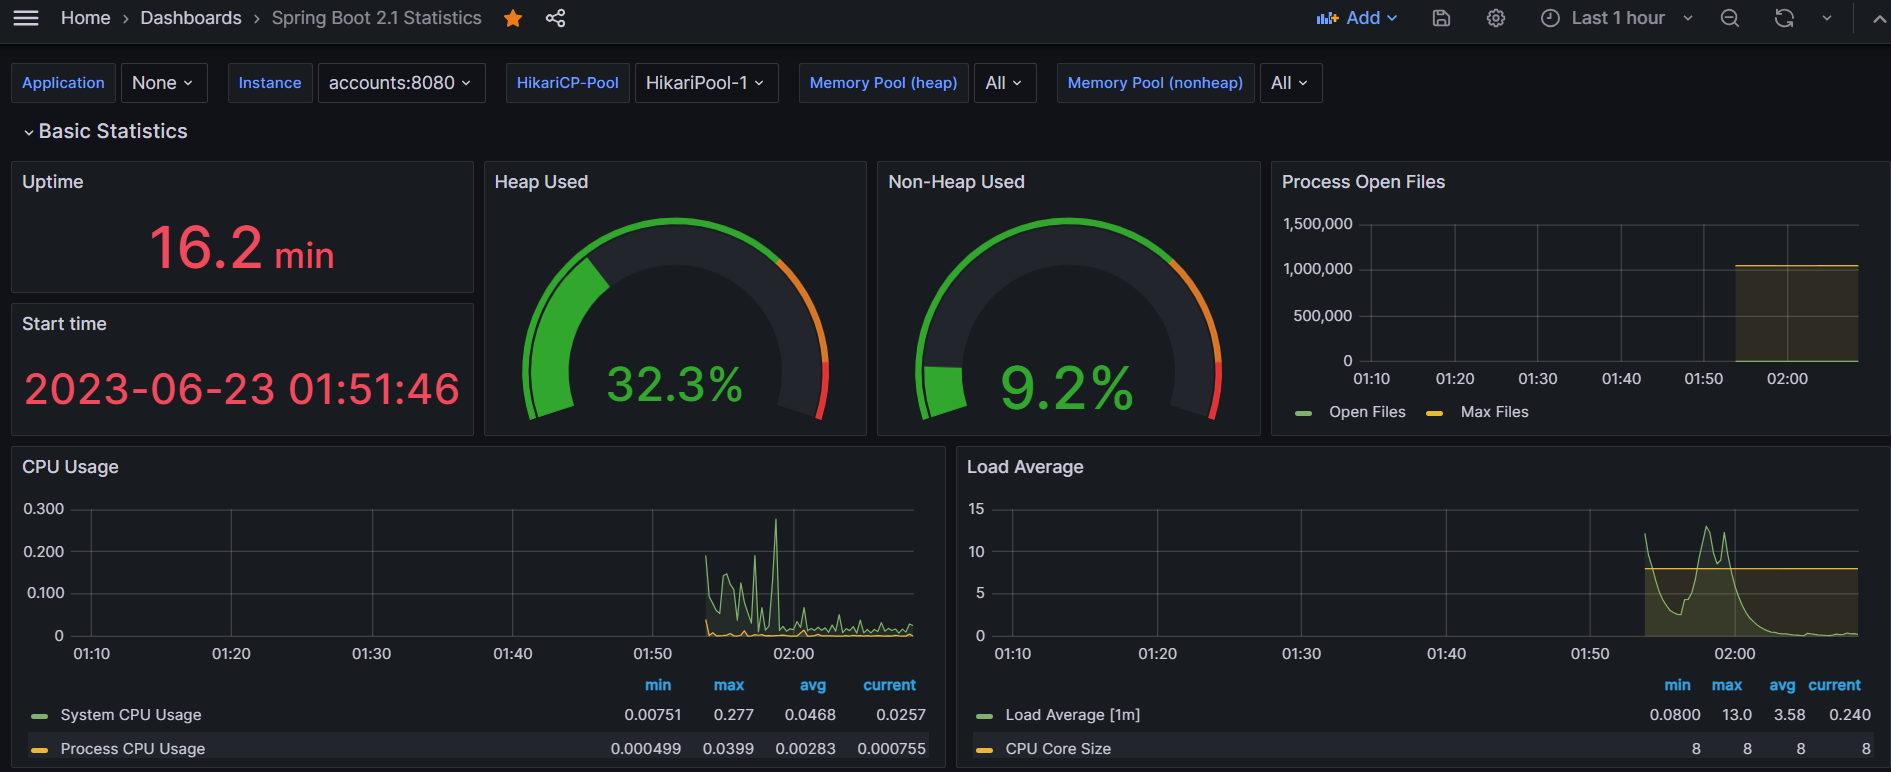 Home › Dashboards › Spring Boot 2.1 Statistics Add Last 1 hour
Application None Instance accounts:8080 HikariCP-Pool HikariPool-1 Memory Pool (heap) All Memory Pool (nonheap) All
Basic Statistics
Uptime
16.2 min
Start time
2023-06-23 01:51:46
Heap Used
32.3%
Non-Heap Used
9.2%
Process Open Files
1,500,000
1,000,000
500,000
0
01:10 01:20 01:30 01:40 01:50 02:00
Open Files Max Files
CPU Usage
0.300
0.200
0.100
0
01:10 01:20 01:30 01:40 01:50 02:00
min max avg current
System CPU Usage 0.00751 0.277 0.0468 0.0257
Process CPU Usage 0.000499 0.0399 0.00283 0.000755
Load Average
15
10
5
0
01:10 01:20 01:30 01:40 01:50 02:00
min max avg current
Load Average [1m] 0.0800 13.0 3.58 0.240
CPU Core Size 8 8 8 8